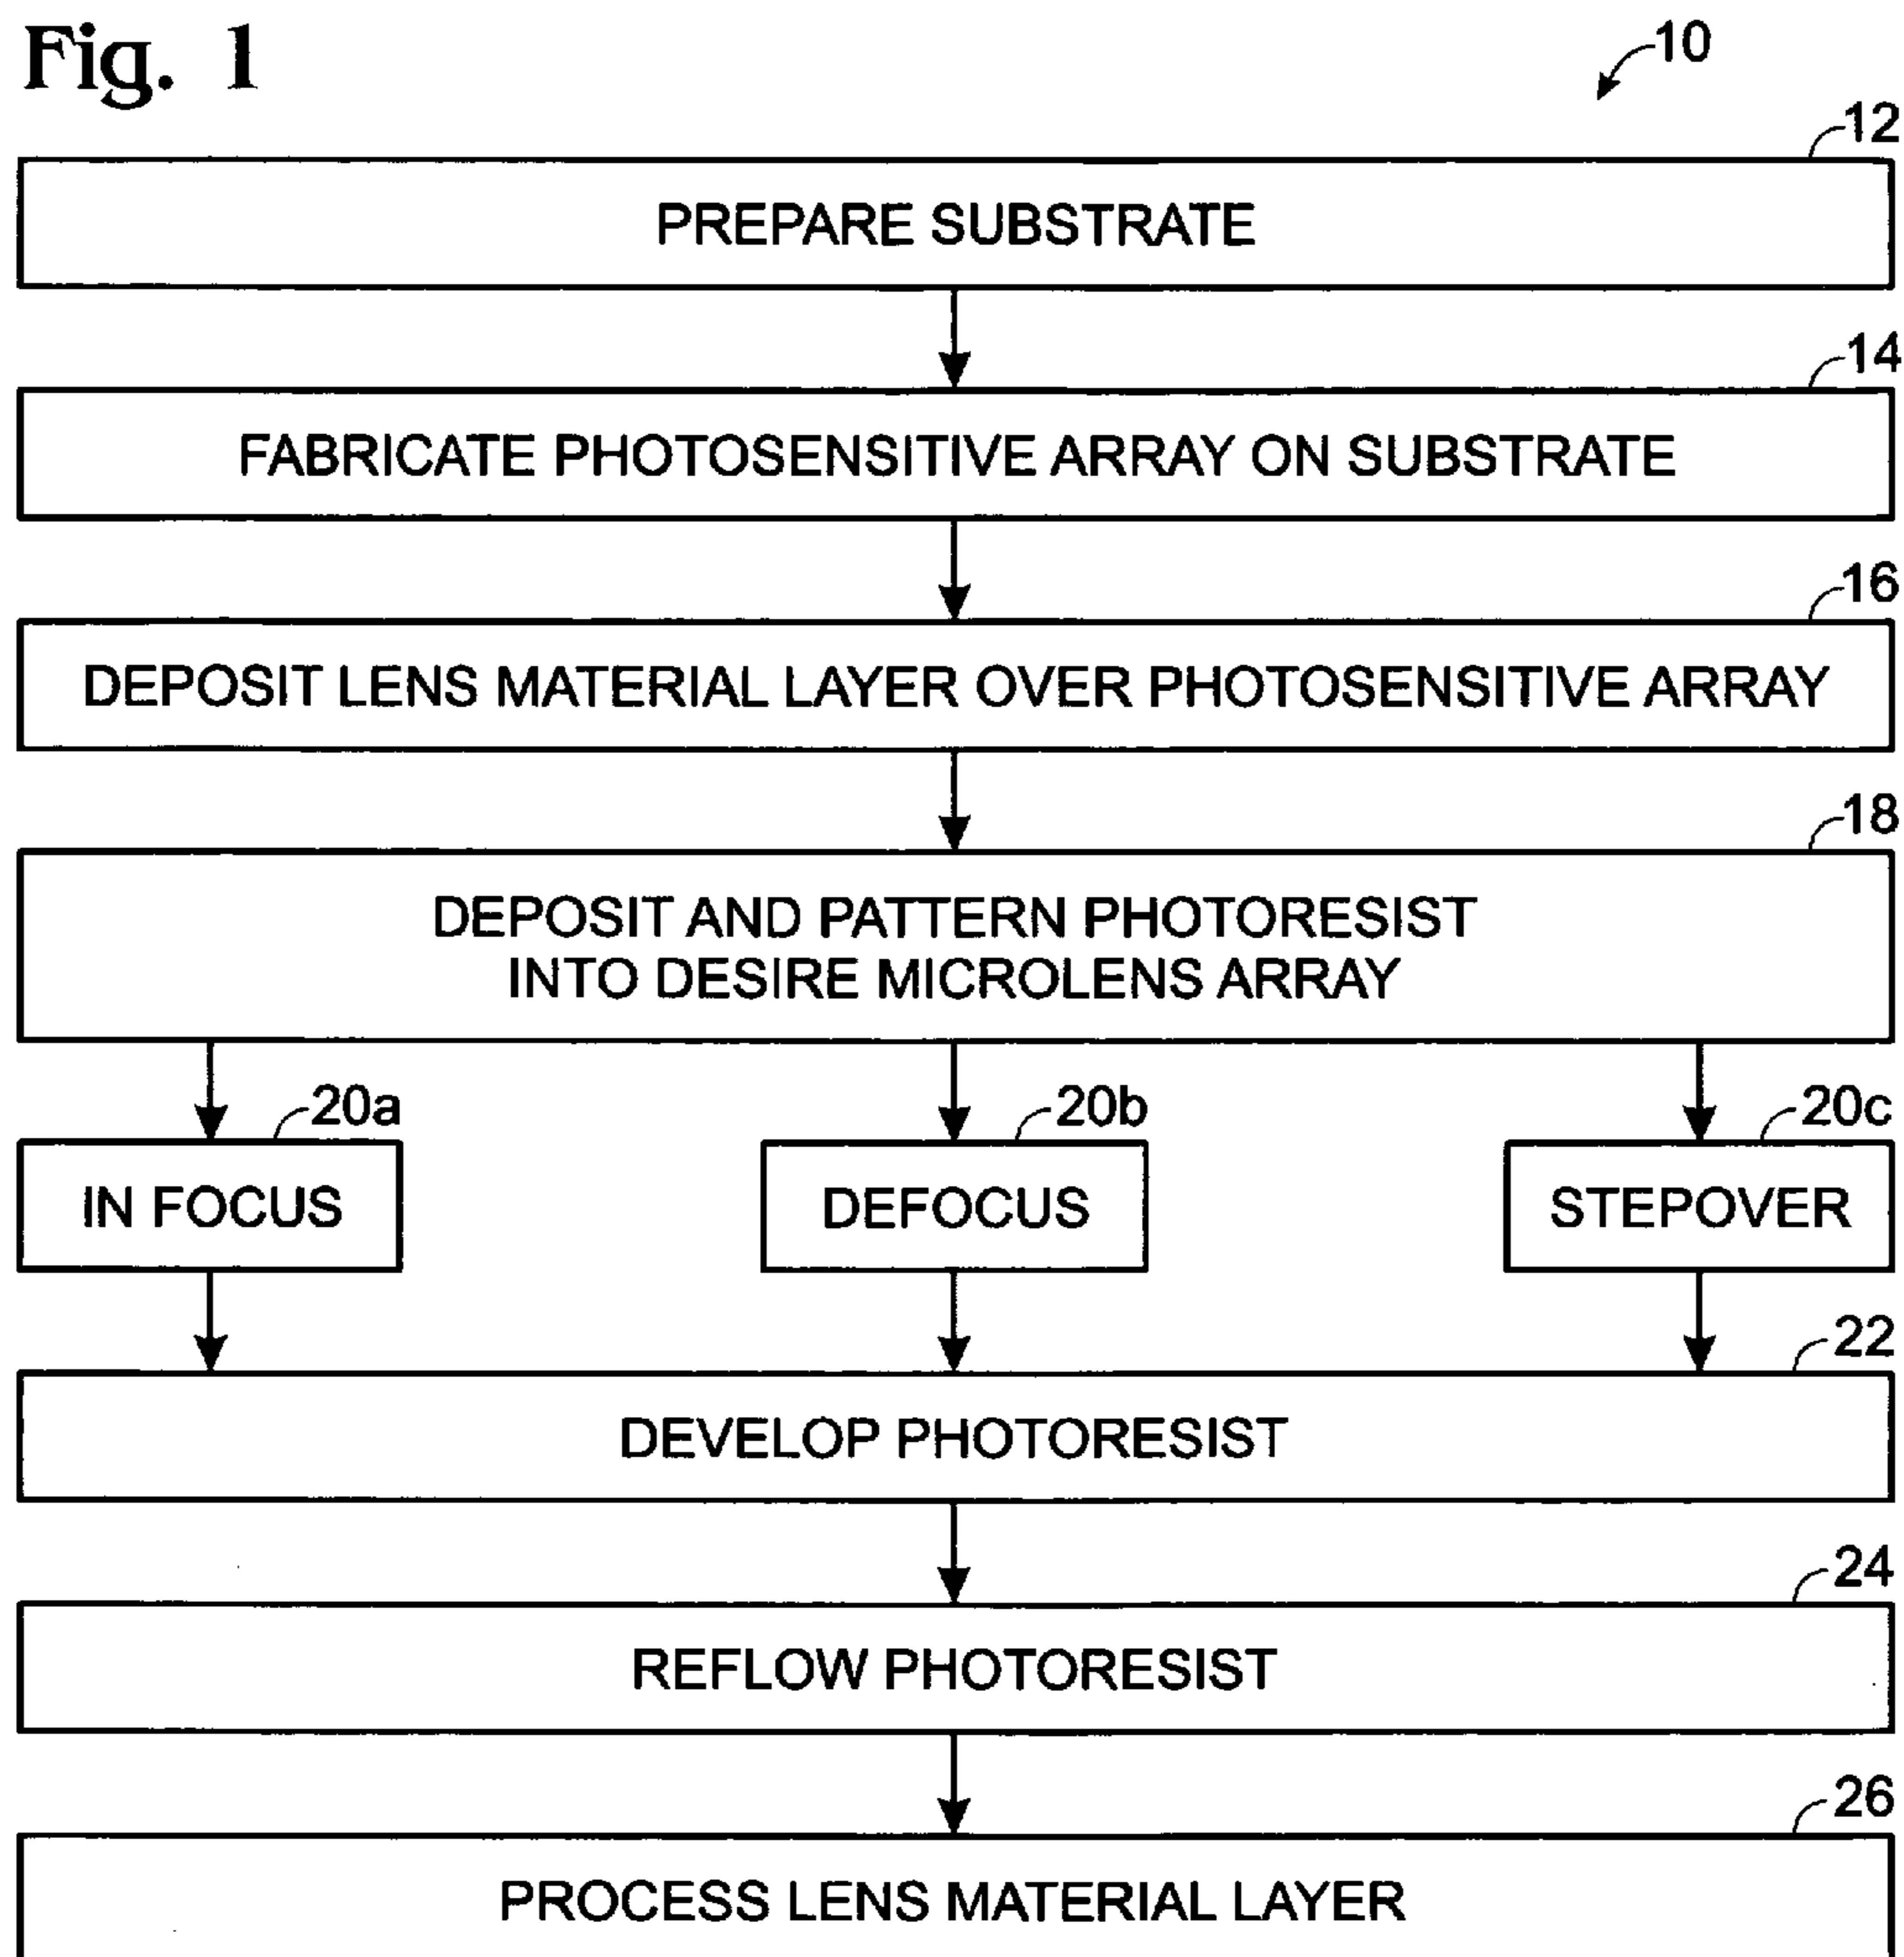 Fig. 1
10
12
PREPARE SUBSTRATE
14
FABRICATE PHOTOSENSITIVE ARRAY ON SUBSTRATE
16
DEPOSIT LENS MATERIAL LAYER OVER PHOTOSENSITIVE ARRAY
18
DEPOSIT AND PATTERN PHOTORESIST
INTO DESIRE MICROLENS ARRAY
20a
20b
20c
IN FOCUS
DEFOCUS
STEPOVER
22
DEVELOP PHOTORESIST
24
REFLOW PHOTORESIST
26
PROCESS LENS MATERIAL LAYER